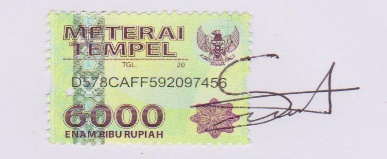 METERAI
TEMPEL
TGL. 20
D578CAFF592097456
6000
ENAM RIBU RUPIAH